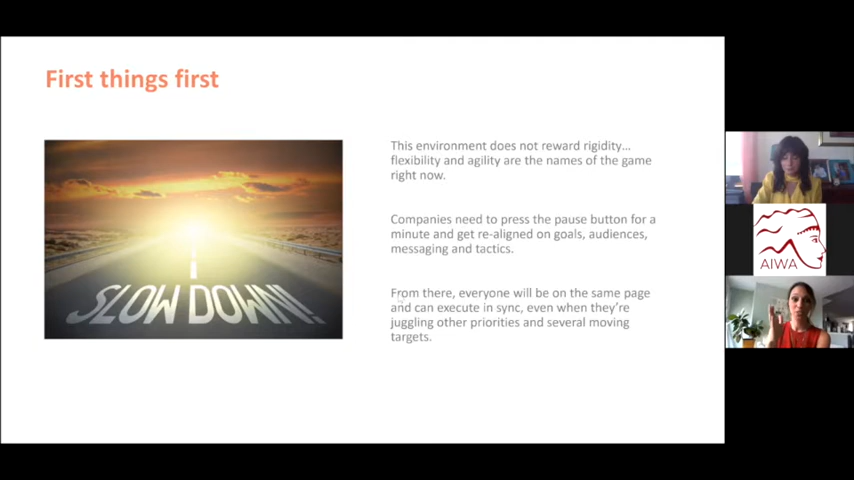 First things first
SLOW DOWN!
This environment does not reward rigidity…
flexibility and agility are the names of the game
right now.
Companies need to press the pause button for a
minute and get re-aligned on goals, audiences,
messaging and tactics.
From there, everyone will be on the same page
and can execute in sync, even when they're
juggling other priorities and several moving
targets.
AIWA